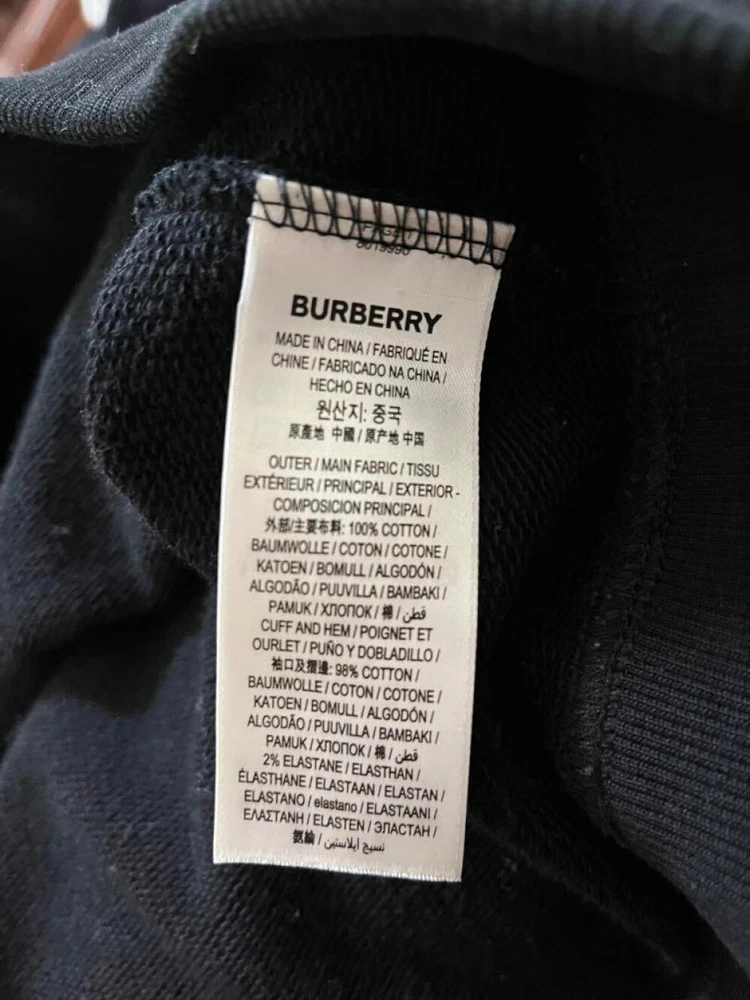 8019990
BURBERRY
MADE IN CHINA / FABRIQUÉ EN
CHINE / FABRICADO NA CHINA /
HECHO EN CHINA
원산지: 중국
原產地 中國 / 原产地 中国
OUTER / MAIN FABRIC / TISSU
EXTÉRIEUR / PRINCIPAL / EXTERIOR -
COMPOSICION PRINCIPAL /
外部/主要布料: 100% COTTON /
BAUMWOLLE / COTON / COTONE /
KATOEN / BOMULL / ALGODÓN /
ALGODÃO / PUUVILLA / BAMBAKI /
PAMUK / ХЛОПОК / 棉 / قطن
CUFF AND HEM / POIGNET ET
OURLET / PUÑO Y DOBLADILLO /
袖口及摺邊: 98% COTTON /
BAUMWOLLE / COTON / COTONE /
KATOEN / BOMULL / ALGODÓN /
ALGODÃO / PUUVILLA / BAMBAKI /
PAMUK / ХЛОПОК / 棉 / قطن
2% ELASTANE / ELASTHAN /
ÉLASTHANE / ELASTAAN / ELASTAN /
ELASTANO / elastano / ELASTAANI /
ΕΛΑΣΤΑΝΗ / ELASTEN / ЭЛАСТАН /
氨綸 / نسيج ايلاستين